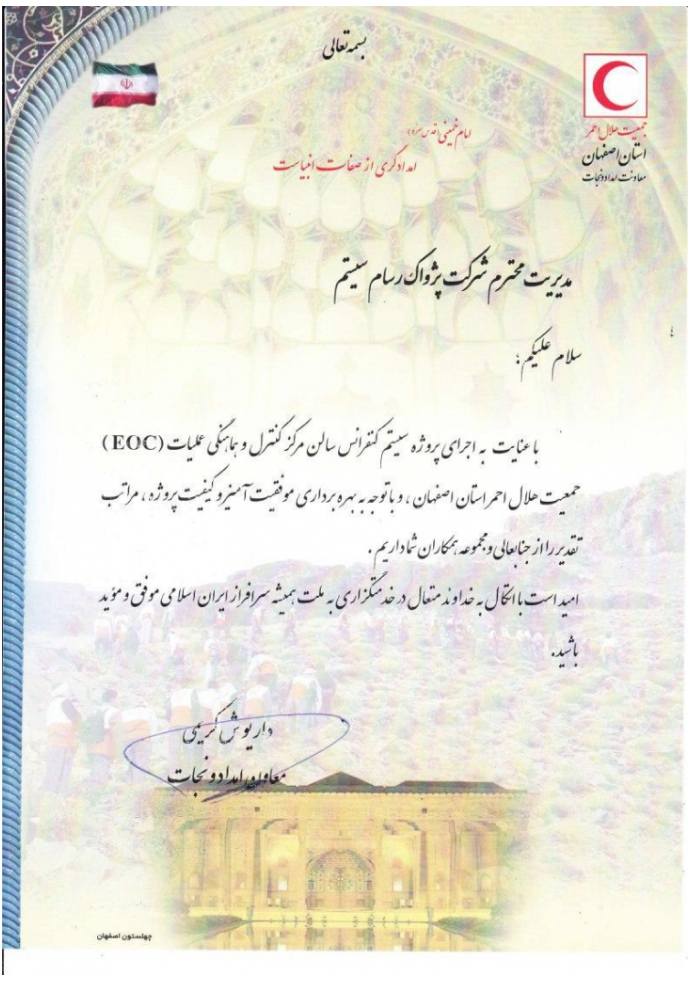 بسمه تعالی
جمعیت هلال احمر
استان اصفهان
معاونت امداد و نجات
امام خمینی (قدس سره)
امدادگری از صفات انبیاست
مدیریت محترم شرکت پژواک رسام سیستم
سلام علیکم ؛
با عنایت به اجرای پروژه سیستم کنفرانس سالن مرکز کنترل و هماهنگی عملیات (EOC)
جمعیت هلال احمر استان اصفهان ، و با توجه به بهره برداری موفقیت آمیز و کیفیت پروژه ، مراتب
تقدیر را از جنابعالی و مجموعه همکاران شما داریم .
امید است با اتکال به خداوند متعال در خدمتگزاری به ملت همیشه سرافراز ایران اسلامی موفق و مؤید
باشید.
داریوش کریمی
معاون امداد و نجات
چهلستون اصفهان